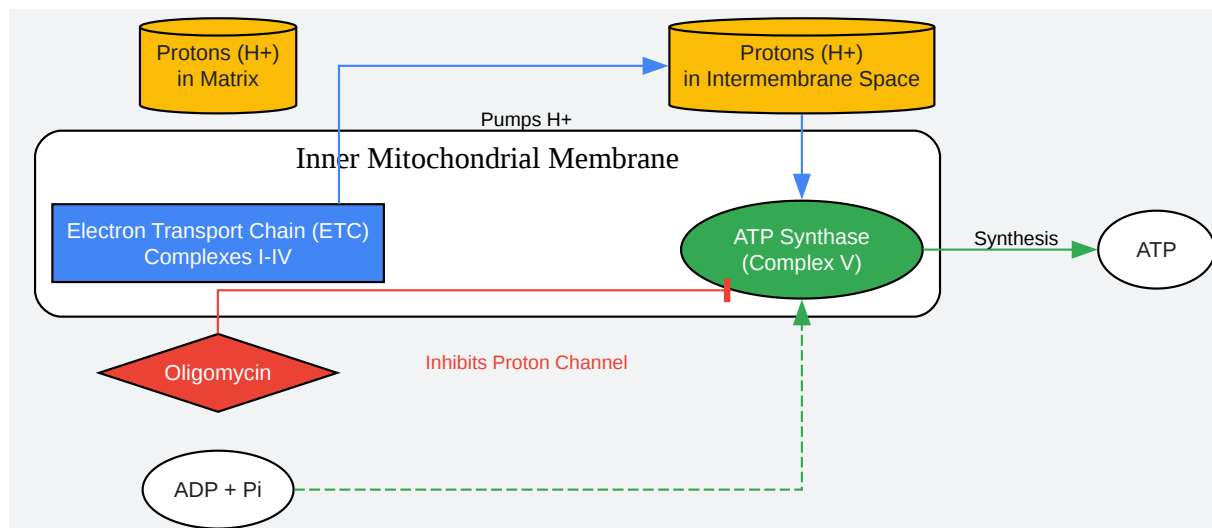 Protons (H+)
in Matrix
Protons (H+)
in Intermembrane Space
Pumps H+
Inner Mitochondrial Membrane
Electron Transport Chain (ETC)
Complexes I-IV
ATP Synthase
(Complex V)
Synthesis
ATP
Oligomycin
Inhibits Proton Channel
ADP + Pi